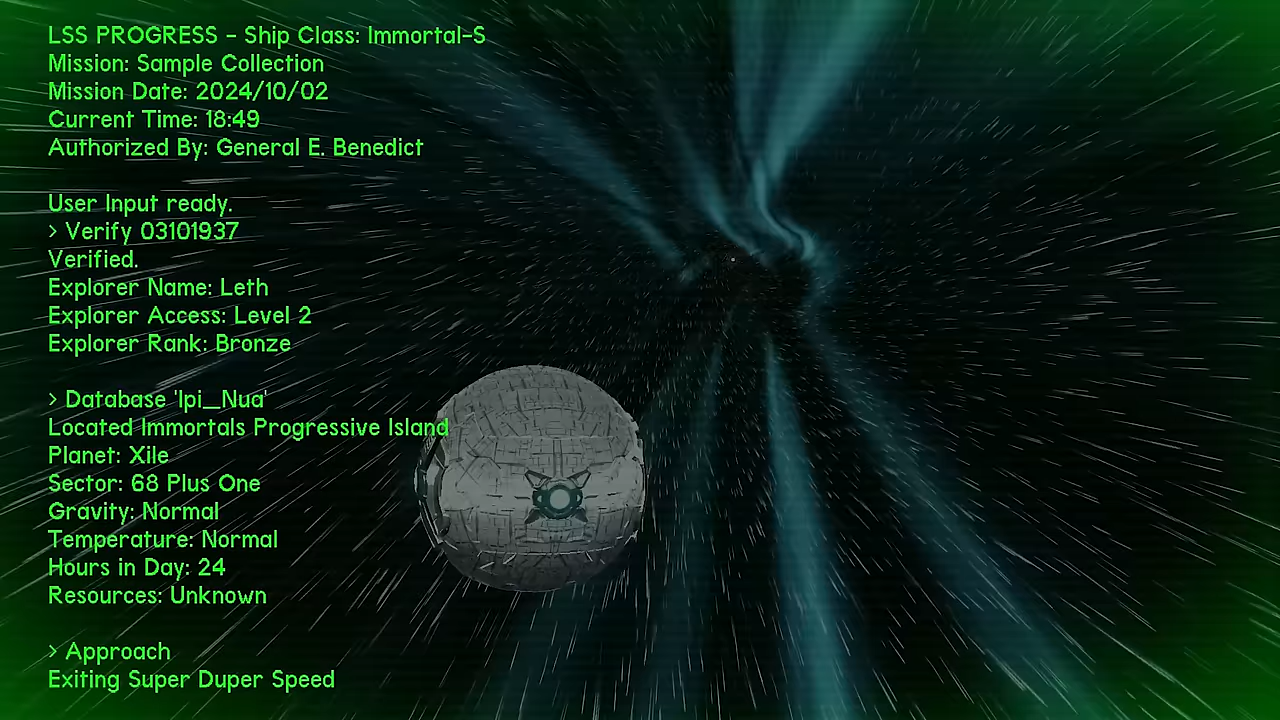 LSS PROGRESS - Ship Class: Immortal-S
Mission: Sample Collection
Mission Date: 2024/10/02
Current Time: 18:49
Authorized By: General E. Benedict
User Input ready.
> Verify 03101937
Verified.
Explorer Name: Leth
Explorer Access: Level 2
Explorer Rank: Bronze
> Database 'Ipi_Nua'
Located Immortals Progressive Island
Planet: Xile
Sector: 68 Plus One
Gravity: Normal
Temperature: Normal
Hours in Day: 24
Resources: Unknown
> Approach
Exiting Super Duper Speed